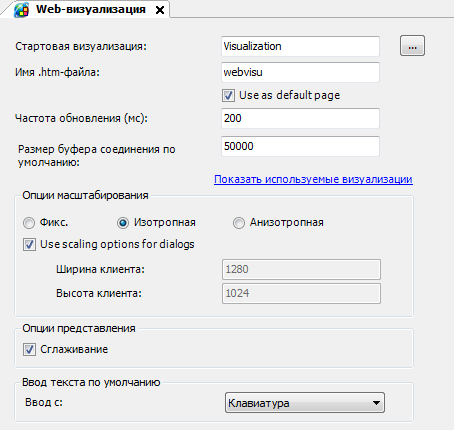 Web-визуализация
Стартовая визуализация: Visualization ...
Имя .htm-файла: webvisu
Use as default page
Частота обновления (мс): 200
Размер буфера соединения по
умолчанию: 50000
Показать используемые визуализации
Опции масштабирования
Фикс. Изотропная Анизотропная
Use scaling options for dialogs
Ширина клиента: 1280
Высота клиента: 1024
Опции представления
Сглаживание
Ввод текста по умолчанию
Ввод с: Клавиатура